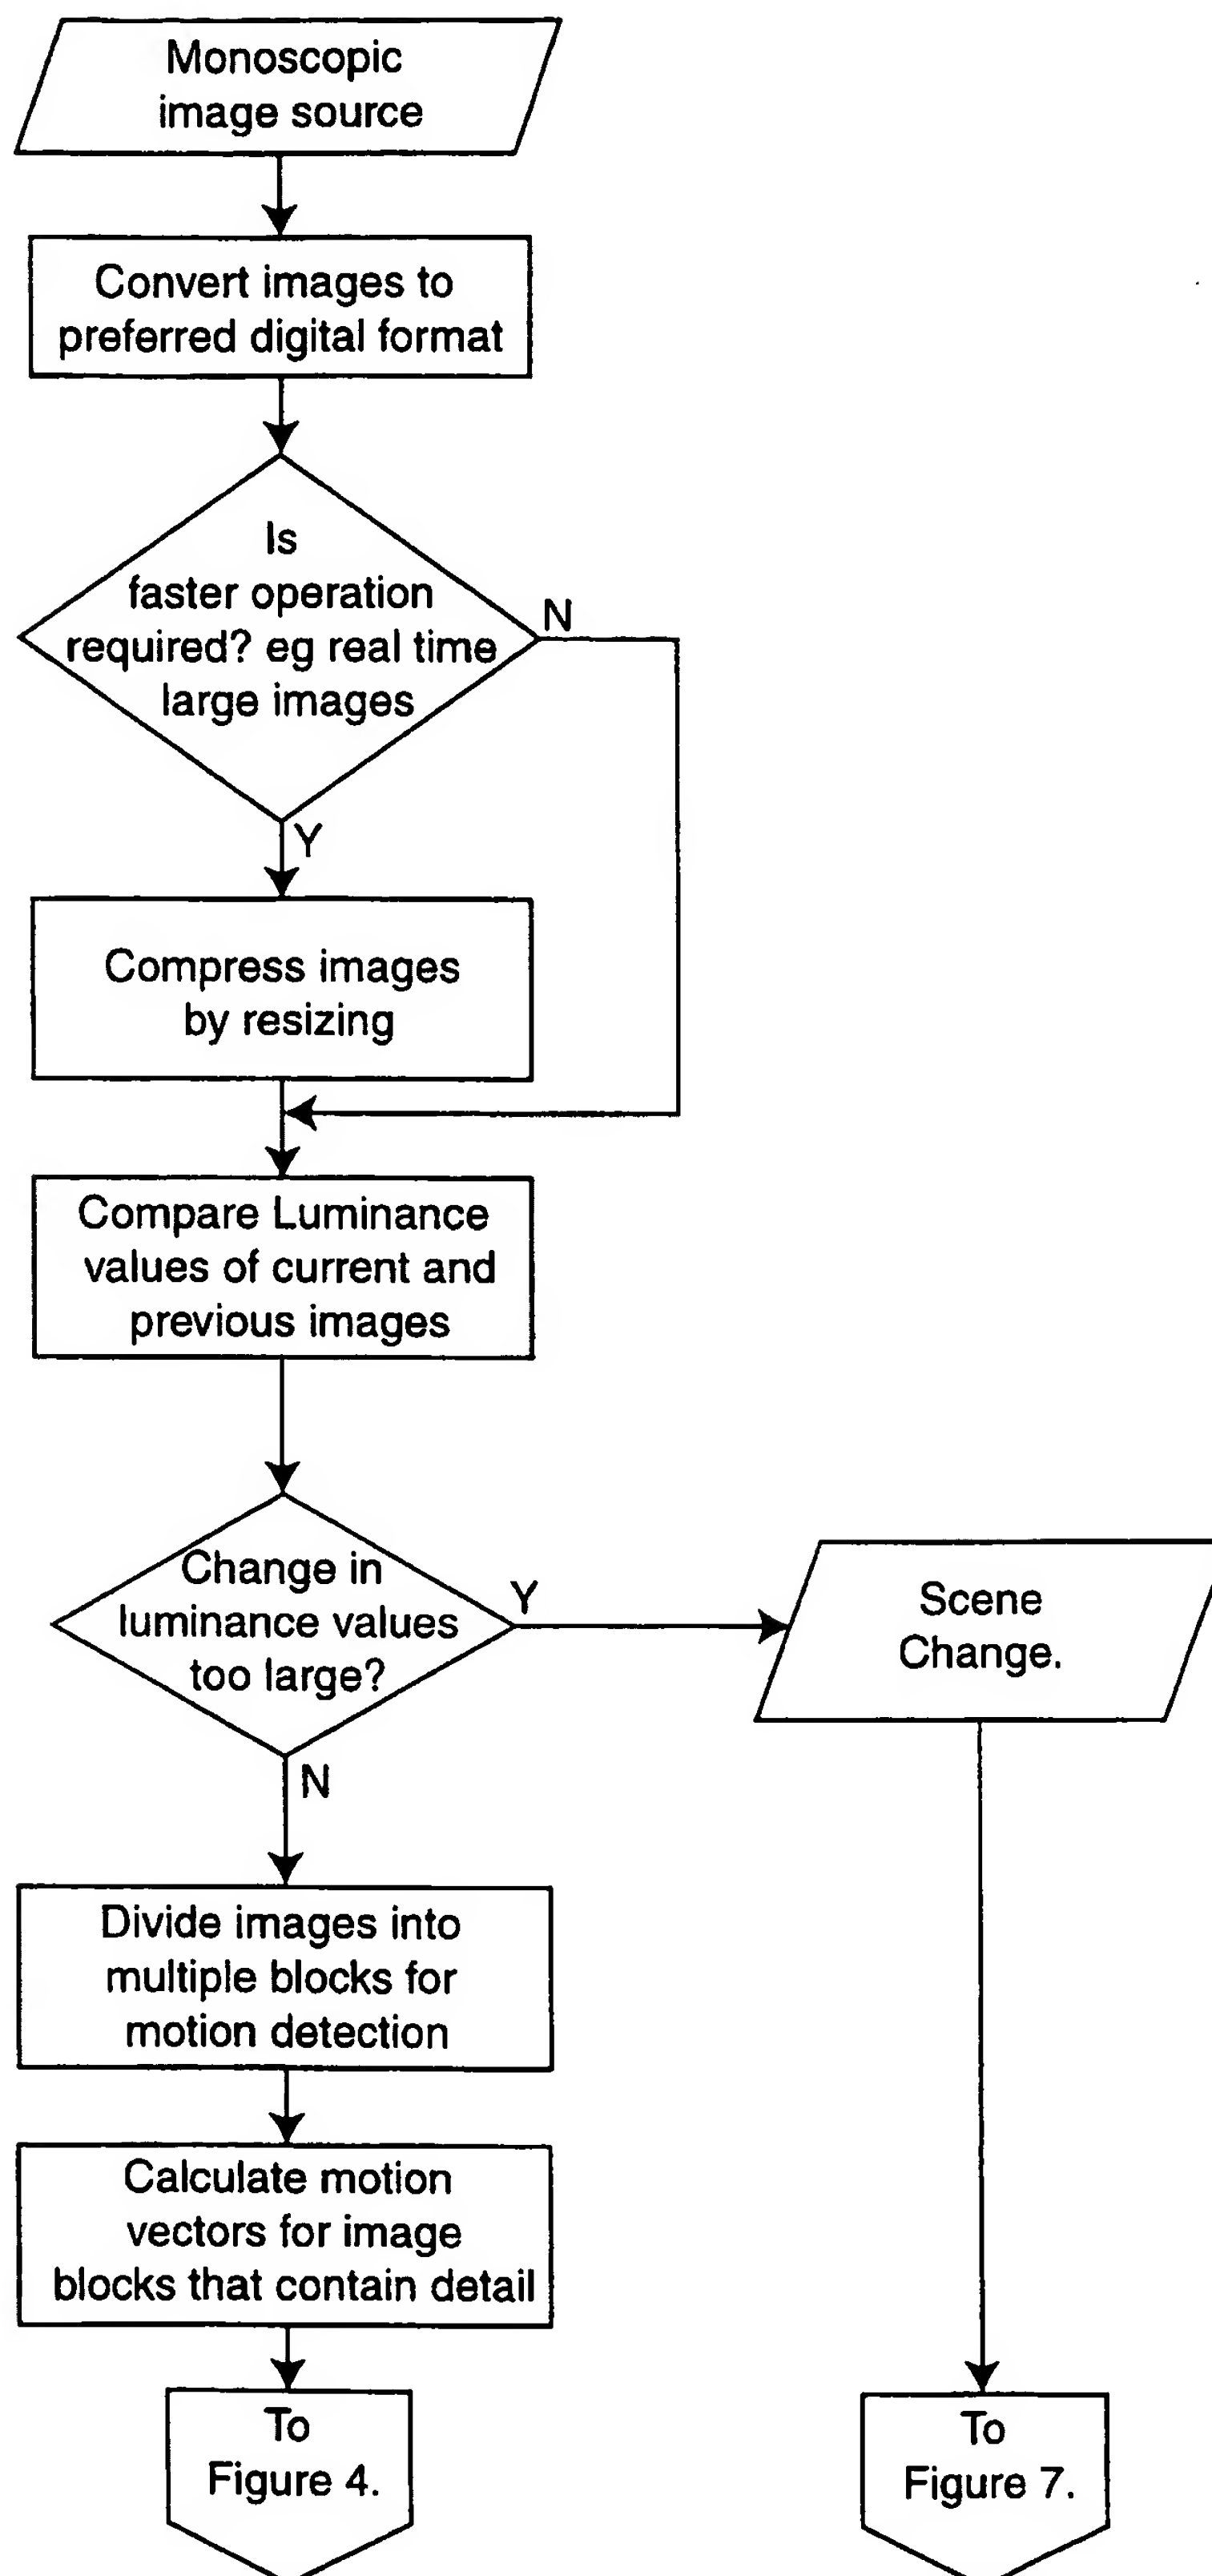 Monoscopic
image source
Convert images to
preferred digital format
Is
faster operation
required? eg real time
large images
N
Y
Compress images
by resizing
Compare Luminance
values of current and
previous images
Change in
luminance values
too large?
Y
Scene
Change.
N
Divide images into
multiple blocks for
motion detection
Calculate motion
vectors for image
blocks that contain detail
To
Figure 4.
To
Figure 7.